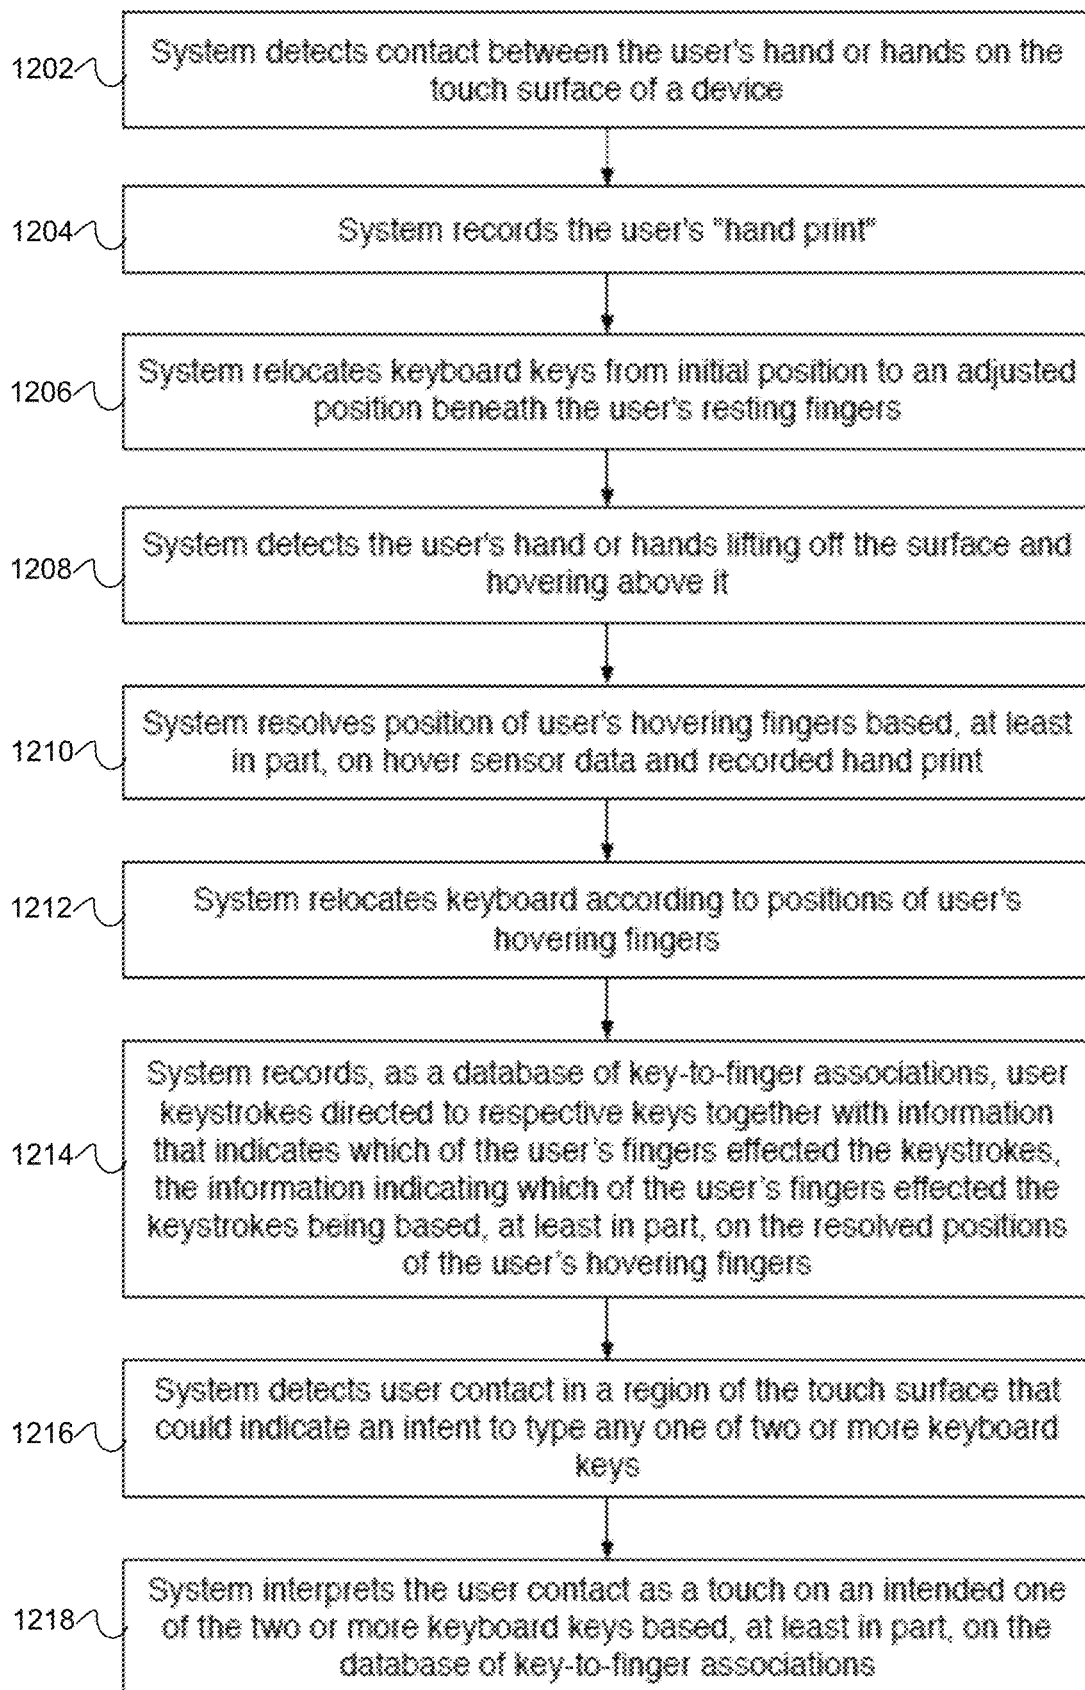 System detects contact between the user's hand or hands on the
1202
touch surface of a device
1204
System records the user's "hand print"
System relocates keyboard keys from initial position to an adjusted
1206
position beneath the user's resting fingers
System detects the user's hand or hands lifting off the surface and
1208
hovering above it
System resolves position of user's hovering fingers based, at least
1210
in part, on hover sensor data and recorded hand print
System relocates keyboard according to positions of user's
1212
hovering fingers
System records, as a database of key-to-finger associations, user
keystrokes directed to respective keys together with information
1214
that indicates which of the user's fingers effected the keystrokes,
the information indicating which of the user's fingers effected the
keystrokes being based, at least in part, on the resolved positions
of the user's hovering fingers
System detects user contact in a region of the touch surface that
1216
could indicate an intent to type any one of two or more keyboard
keys
System interprets the user contact as a touch on an intended one
1218
of the two or more keyboard keys based, at least in part, on the
database of key-to-finger associations